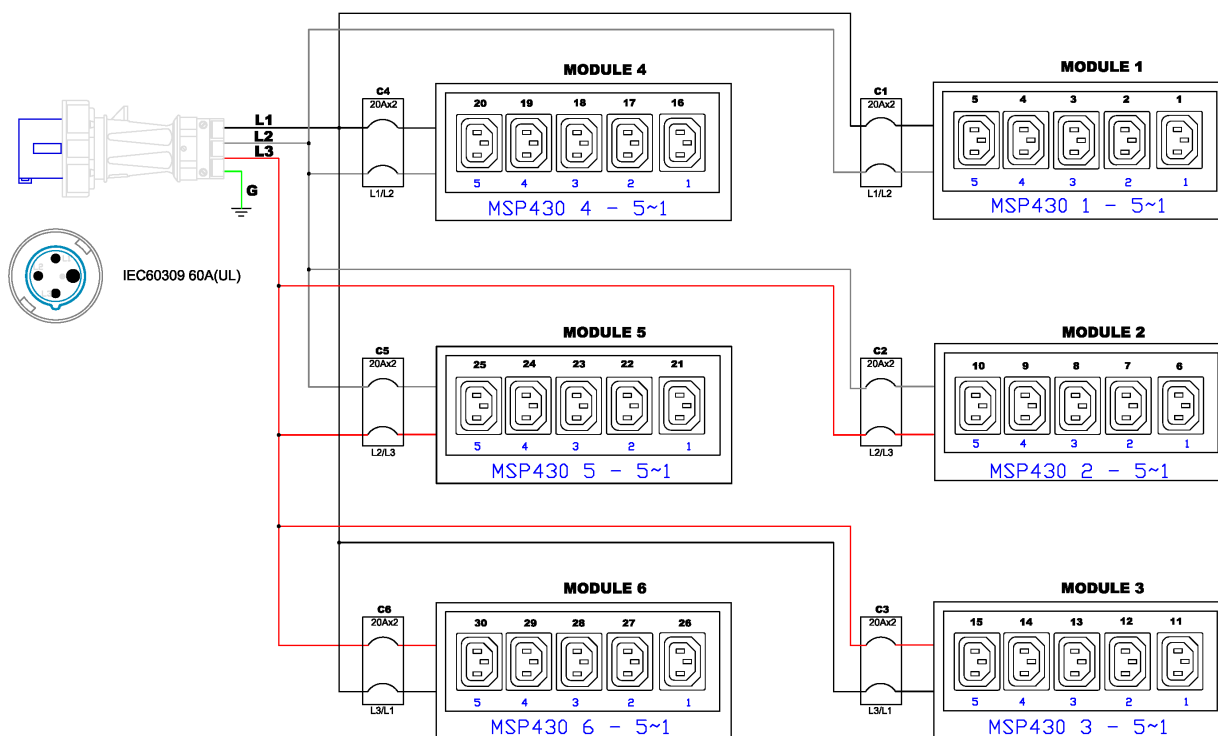 MODULE 4
C4
20Ax2
20 19 18 17 16
5 4 3 2 1
L1/L2
MSP430 4 - 5~1
MODULE 1
C1
20Ax2
5 4 3 2 1
5 4 3 2 1
L1/L2
MSP430 1 - 5~1
L1
L2
L3
G
IEC60309 60A(UL)
MODULE 5
C5
20Ax2
25 24 23 22 21
5 4 3 2 1
L2/L3
MSP430 5 - 5~1
MODULE 2
C2
20Ax2
10 9 8 7 6
5 4 3 2 1
L2/L3
MSP430 2 - 5~1
MODULE 6
C6
20Ax2
30 29 28 27 26
5 4 3 2 1
L3/L1
MSP430 6 - 5~1
MODULE 3
C3
20Ax2
15 14 13 12 11
5 4 3 2 1
L3/L1
MSP430 3 - 5~1